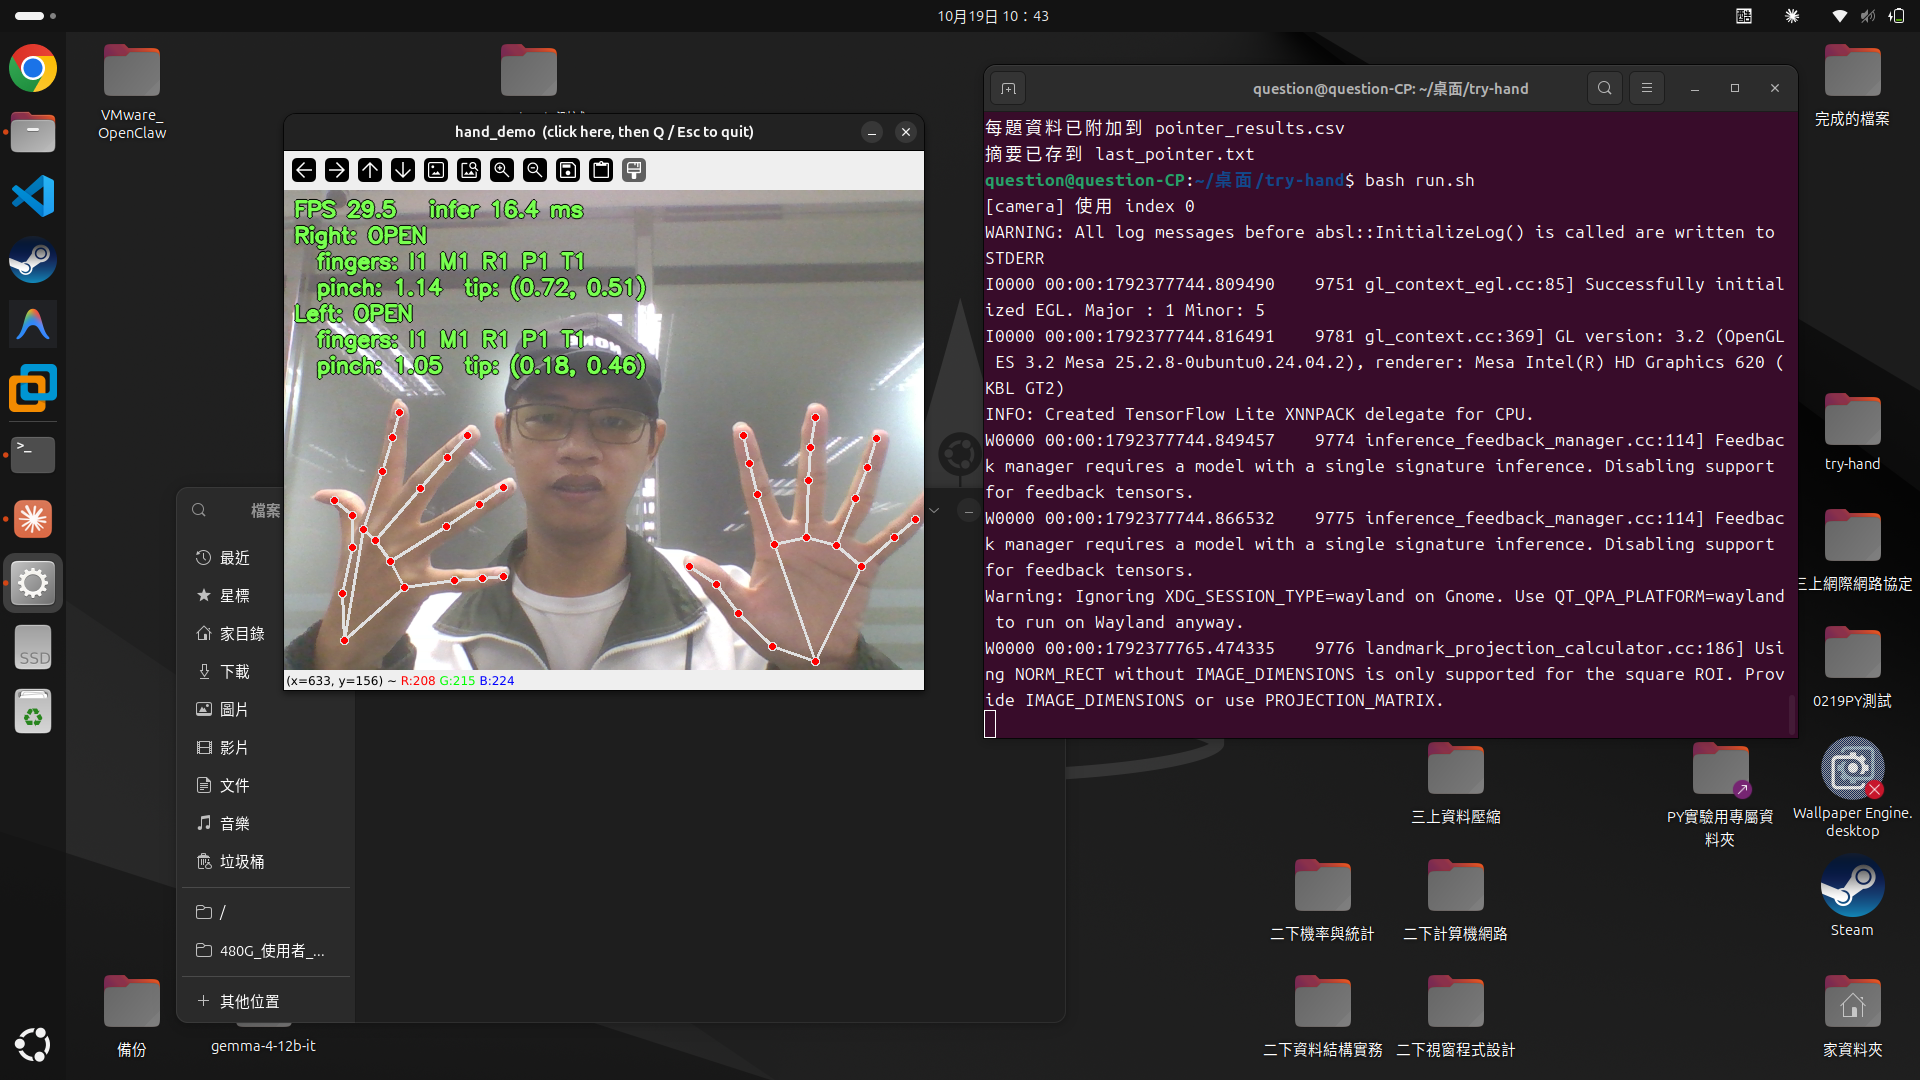 10月19日 10：43
VMware_
OpenClaw
完成的檔案
hand_demo (click here, then Q / Esc to quit)
FPS 29.5 infer 16.4 ms
Right: OPEN
fingers: I1 M1 R1 P1 T1
pinch: 1.14 tip: (0.72, 0.51)
Left: OPEN
fingers: I1 M1 R1 P1 T1
pinch: 1.05 tip: (0.18, 0.46)
(x=633, y=156) ~ R:208 G:215 B:224
question@question-CP: ~/桌面/try-hand
每題資料已附加到 pointer_results.csv
摘要已存到 last_pointer.txt
question@question-CP:~/桌面/try-hand$ bash run.sh
[camera] 使用 index 0
WARNING: All log messages before absl::InitializeLog() is called are written to
STDERR
I0000 00:00:1792377744.809490    9751 gl_context_egl.cc:85] Successfully initial
ized EGL. Major : 1 Minor: 5
I0000 00:00:1792377744.816491    9781 gl_context.cc:369] GL version: 3.2 (OpenGL
 ES 3.2 Mesa 25.2.8-0ubuntu0.24.04.2), renderer: Mesa Intel(R) HD Graphics 620 (
KBL GT2)
INFO: Created TensorFlow Lite XNNPACK delegate for CPU.
W0000 00:00:1792377744.849457    9774 inference_feedback_manager.cc:114] Feedbac
k manager requires a model with a single signature inference. Disabling support
for feedback tensors.
W0000 00:00:1792377744.866532    9775 inference_feedback_manager.cc:114] Feedbac
k manager requires a model with a single signature inference. Disabling support
for feedback tensors.
Warning: Ignoring XDG_SESSION_TYPE=wayland on Gnome. Use QT_QPA_PLATFORM=wayland
 to run on Wayland anyway.
W0000 00:00:1792377765.474335    9776 landmark_projection_calculator.cc:186] Usi
ng NORM_RECT without IMAGE_DIMENSIONS is only supported for the square ROI. Prov
ide IMAGE_DIMENSIONS or use PROJECTION_MATRIX.
檔案
最近
星標
家目錄
下載
圖片
影片
文件
音樂
垃圾桶
/
480G_使用者_...
其他位置
SSD
try-hand
三上網際網路協定
0219PY測試
三上資料壓縮
PY實驗用專屬資
料夾
Wallpaper Engine.
desktop
二下機率與統計
二下計算機網路
Steam
備份
gemma-4-12b-it
二下資料結構實務
二下視窗程式設計
家資料夾